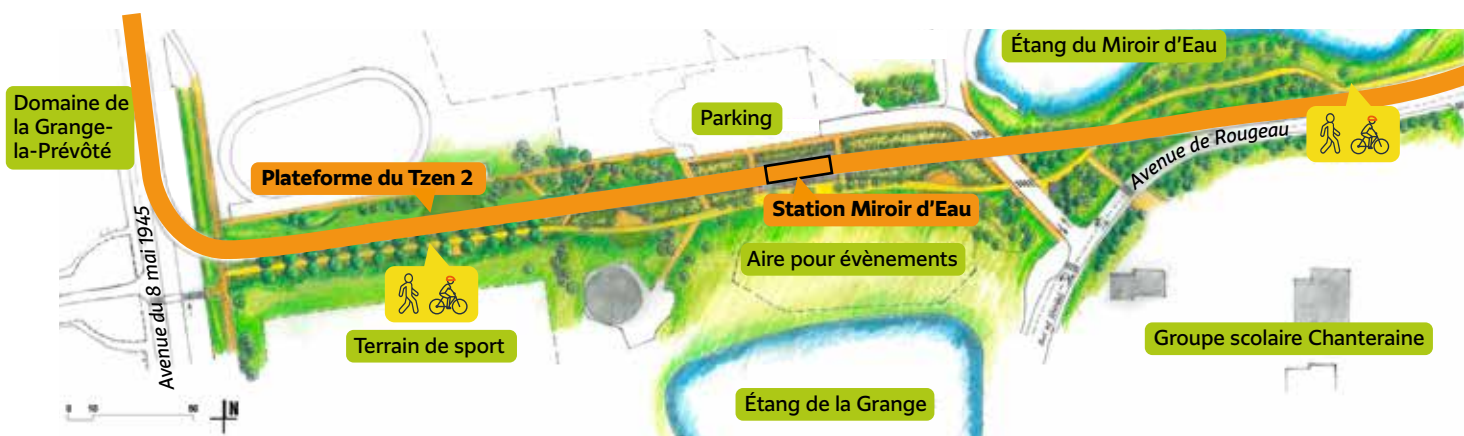 Étang du Miroir d'Eau
Domaine de
la Grange-
la-Prévôté
Parking
Avenue de Rougeau
Plateforme du Tzen 2
Station Miroir d'Eau
Avenue du 8 mai 1945
Aire pour évènements
Terrain de sport
Groupe scolaire Chanteraine
Étang de la Grange
0 10 50
N